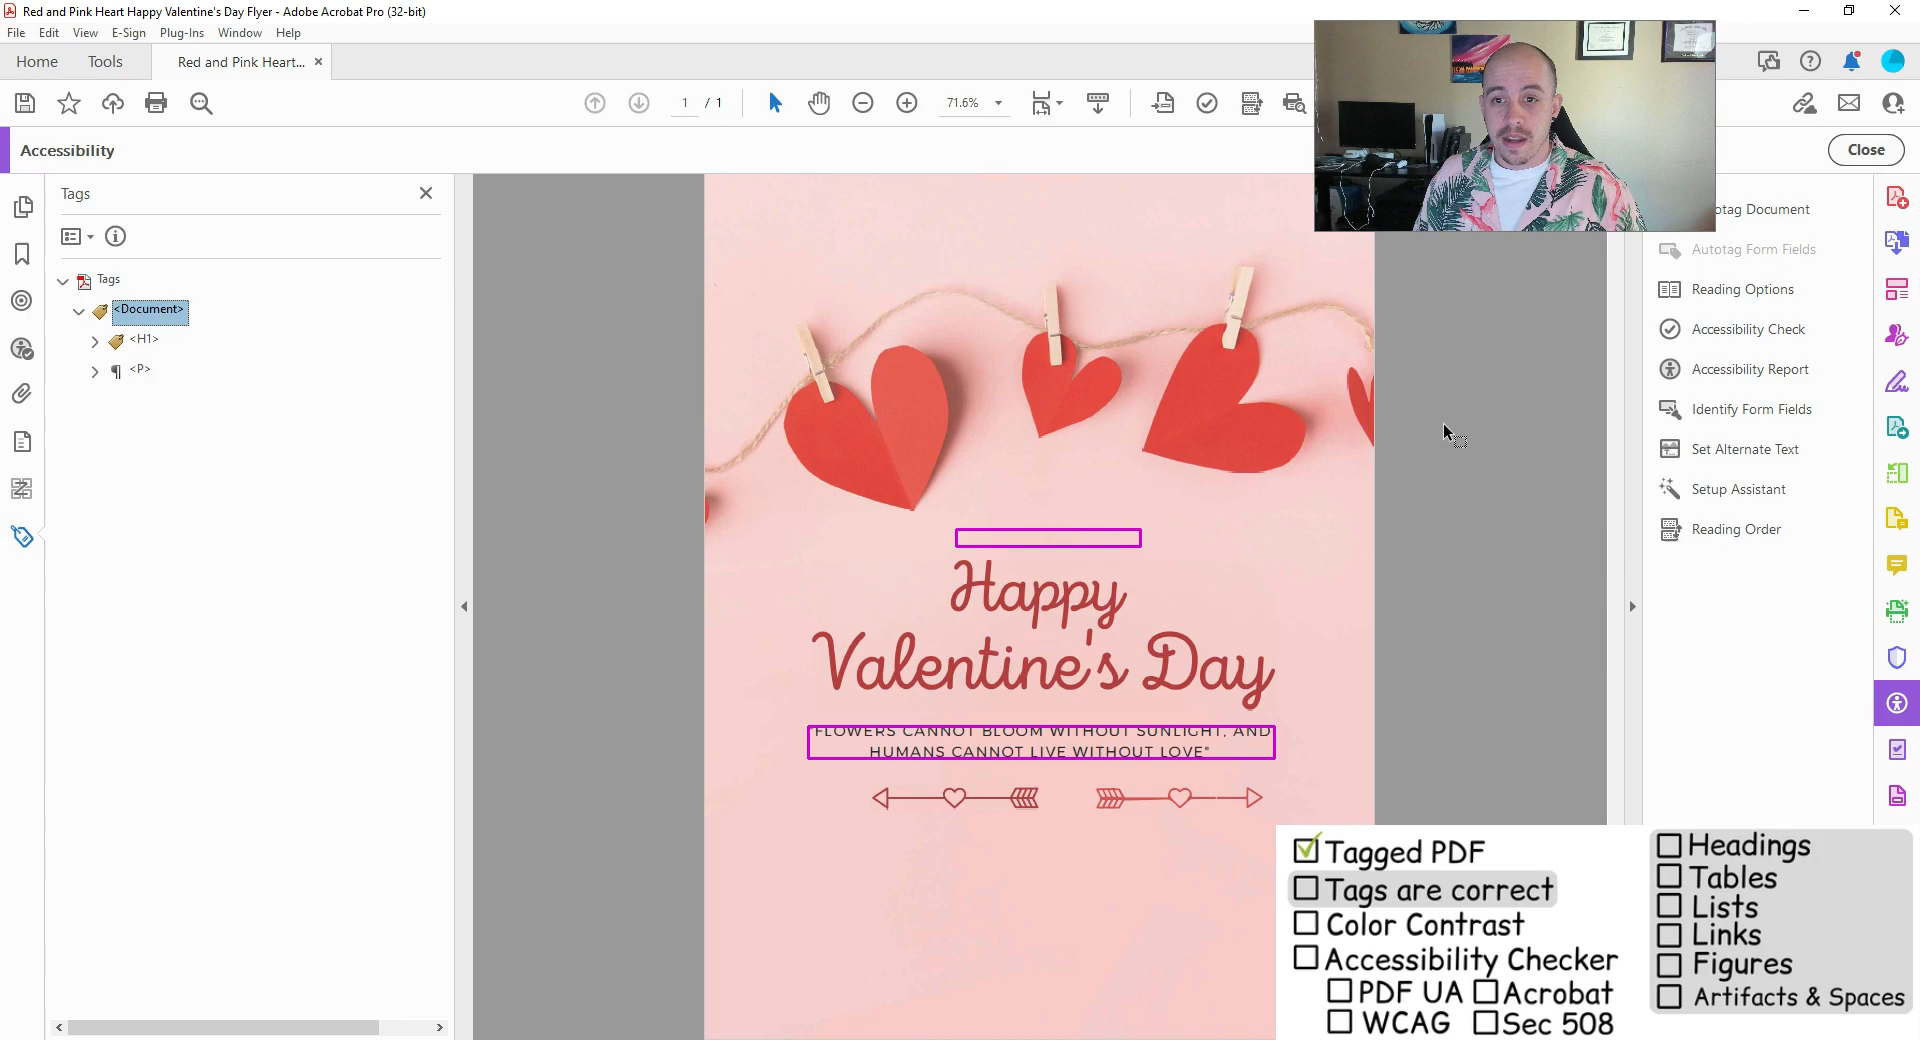 Red and Pink Heart Happy Valentine's Day Flyer - Adobe Acrobat Pro (32-bit)
File Edit View E-Sign Plug-Ins Window Help
Home Tools Red and Pink Heart...
1 / 1 71.6%
Accessibility
Close
Tags
Tags
<Document>
<H1>
<P>
otag Document
Autotag Form Fields
Reading Options
Accessibility Check
Accessibility Report
Identify Form Fields
Set Alternate Text
Setup Assistant
Reading Order
Happy
Valentine's Day
"FLOWERS CANNOT BLOOM WITHOUT SUNLIGHT, AND
HUMANS CANNOT LIVE WITHOUT LOVE"
Tagged PDF
Tags are correct
Color Contrast
Accessibility Checker
PDF UA Acrobat
WCAG Sec 508
Headings
Tables
Lists
Links
Figures
Artifacts & Spaces